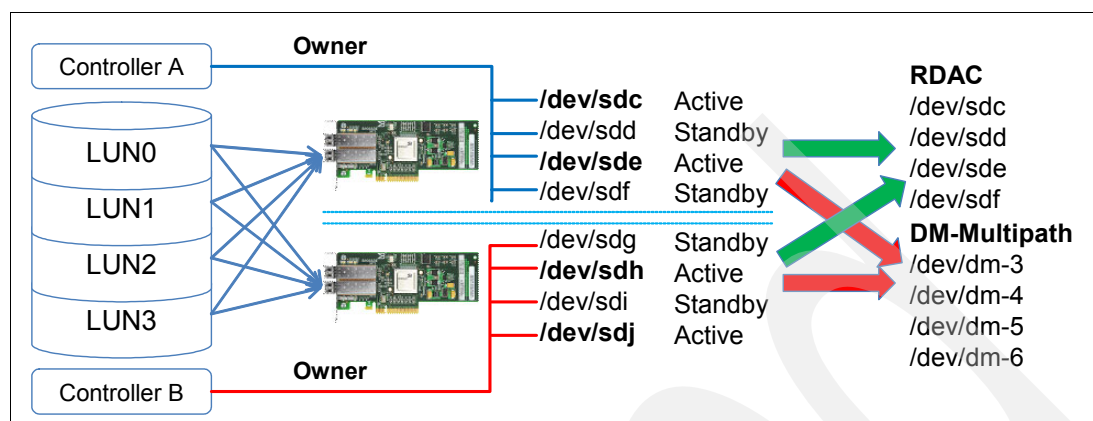 Owner
Controller A
LUN0
LUN1
LUN2
LUN3
Controller B
Owner
/dev/sdc Active
/dev/sdd Standby
/dev/sde Active
/dev/sdf Standby
/dev/sdg Standby
/dev/sdh Active
/dev/sdi Standby
/dev/sdj Active
RDAC
/dev/sdc
/dev/sdd
/dev/sde
/dev/sdf
DM-Multipath
/dev/dm-3
/dev/dm-4
/dev/dm-5
/dev/dm-6